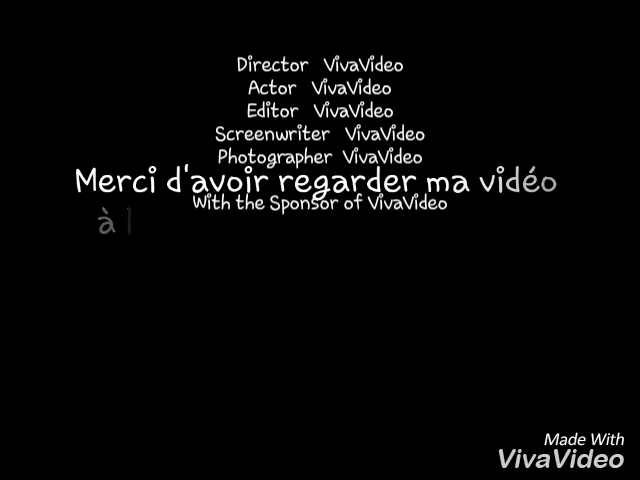 Director VivaVideo
Actor VivaVideo
Editor VivaVideo
Screenwriter VivaVideo
Photographer VivaVideo
Merci d'avoir regarder ma vidéo
With the Sponsor of VivaVideo
à l
Made With
VivaVideo